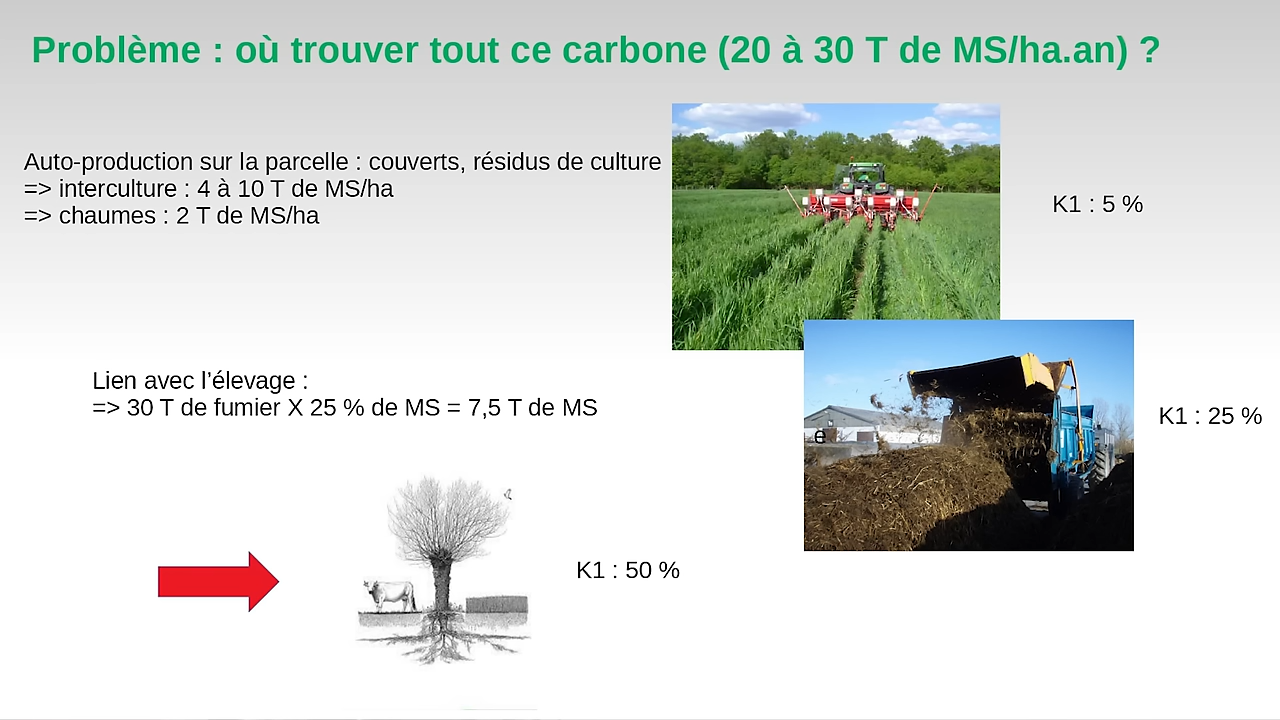 Problème : où trouver tout ce carbone (20 à 30 T de MS/ha.an) ?
Auto-production sur la parcelle : couverts, résidus de culture
=> interculture : 4 à 10 T de MS/ha
=> chaumes : 2 T de MS/ha
K1 : 5 %
Lien avec l’élevage :
=> 30 T de fumier X 25 % de MS = 7,5 T de MS
K1 : 25 %
K1 : 50 %